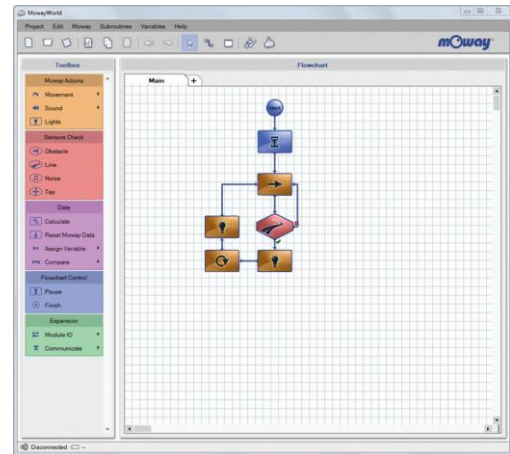 MowayWorld
Project Edit Moway Subroutines Variables Help
mOway
Toolbox
Flowchart
Moway Actions
Main +
Movement
Sound
Lights
Start
Sensors Check
Obstacle
Line
Noise
Tap
Data
Calculate
Reset Moway Data
Assign Variable
Compare
Flowchart Control
Pause
Finish
Expansion
Module IO
Communicate
Disconnected